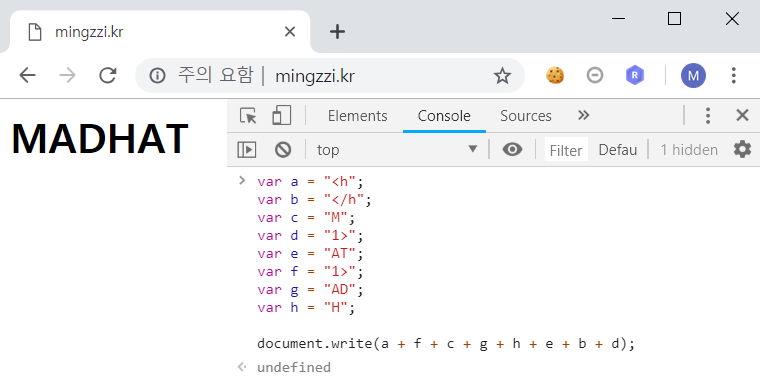 mingzzi.kr
주의 요함 | mingzzi.kr
R
M
MADHAT
Elements Console Sources
top Filter Defau 1 hidden
var a = "<h";
var b = "</h";
var c = "M";
var d = "1>";
var e = "AT";
var f = "1>";
var g = "AD";
var h = "H";
document.write(a + f + c + g + h + e + b + d);
undefined